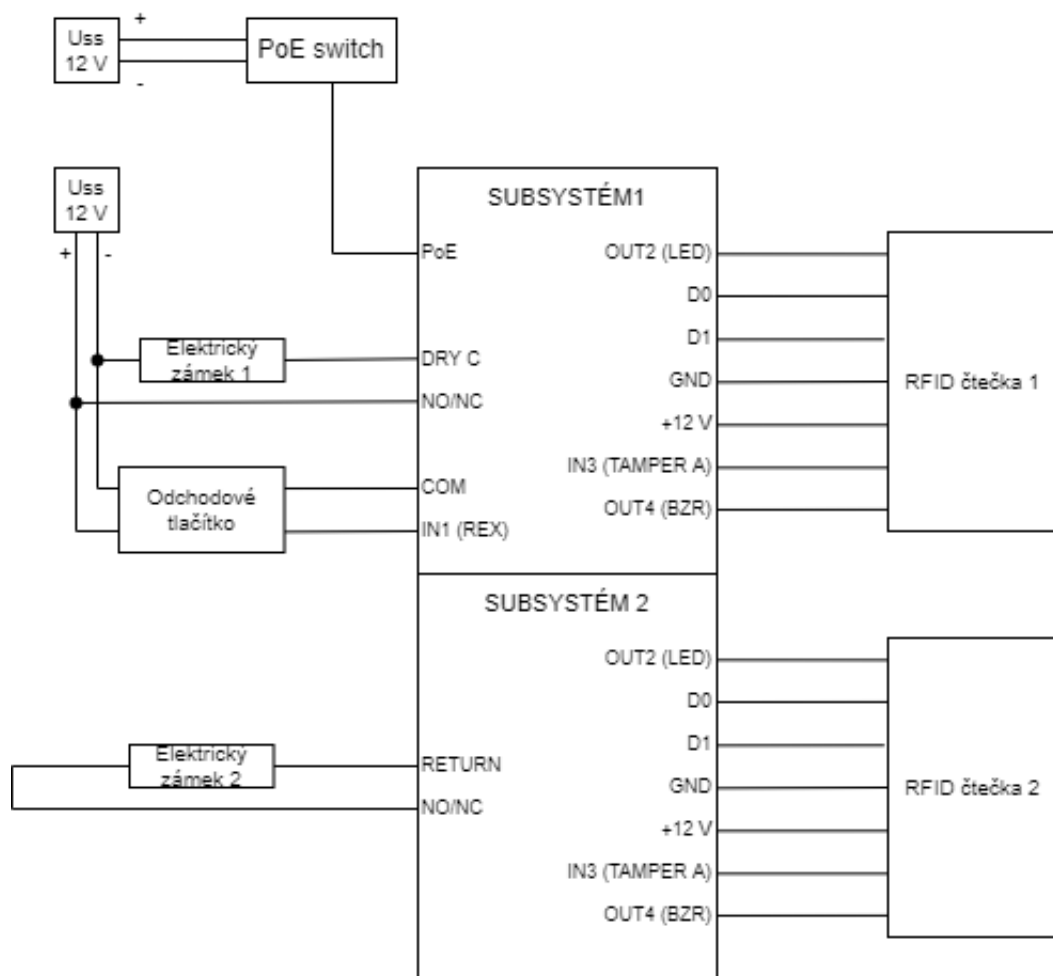 +
Uss
12 V
-
PoE switch
Uss
12 V
+
-
SUBSYSTÉM1
PoE
OUT2 (LED)
D0
D1
Elektrický
zámek 1
DRY C
GND
RFID čtečka 1
NO/NC
+12 V
IN3 (TAMPER A)
Odchodové
tlačítko
COM
OUT4 (BZR)
IN1 (REX)
SUBSYSTÉM 2
OUT2 (LED)
D0
D1
Elektrický
zámek 2
RETURN
GND
RFID čtečka 2
NO/NC
+12 V
IN3 (TAMPER A)
OUT4 (BZR)